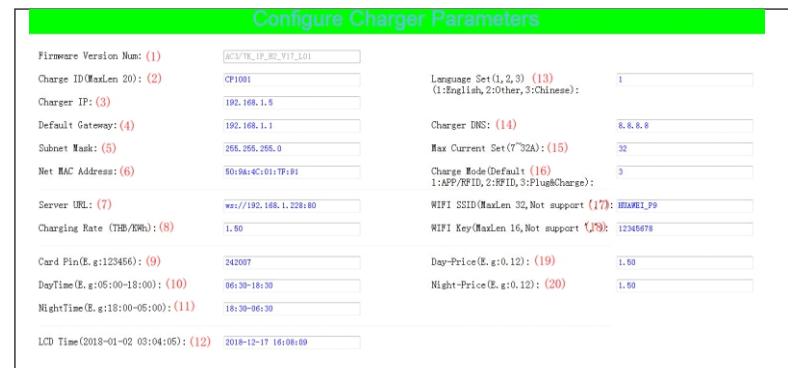 Configure Charger Parameters
Firmware Version Num: (1) AC3/7K_1P_H2_V17_L01
Charge ID(MaxLen 20): (2) CP1001 Language Set(1,2,3) (13) 1
(1:English,2:Other,3:Chinese):
Charger IP: (3) 192.168.1.5
Default Gateway: (4) 192.168.1.1 Charger DNS: (14) 8.8.8.8
Subnet Mask: (5) 255.255.255.0 Max Current Set(7~32A): (15) 32
Net MAC Address: (6) 50:9A:4C:01:7F:91 Charge Mode(Default (16) 3
1:APP/RFID,2:RFID,3:Plug&Charge):
Server URL: (7) ws://192.168.1.228:80 WIFI SSID(MaxLen 32,Not support (17): HUAWEI_P9
Charging Rate (THB/KWh): (8) 1.50 WIFI Key(MaxLen 16,Not support (18): 12345678
Card Pin(E.g:123456): (9) 242007 Day-Price(E.g:0.12): (19) 1.50
DayTime(E.g:05:00-18:00): (10) 06:30-18:30 Night-Price(E.g:0.12): (20) 1.50
NightTime(E.g:18:00-05:00): (11) 18:30-06:30
LCD Time(2018-01-02 03:04:05): (12) 2018-12-17 16:08:09